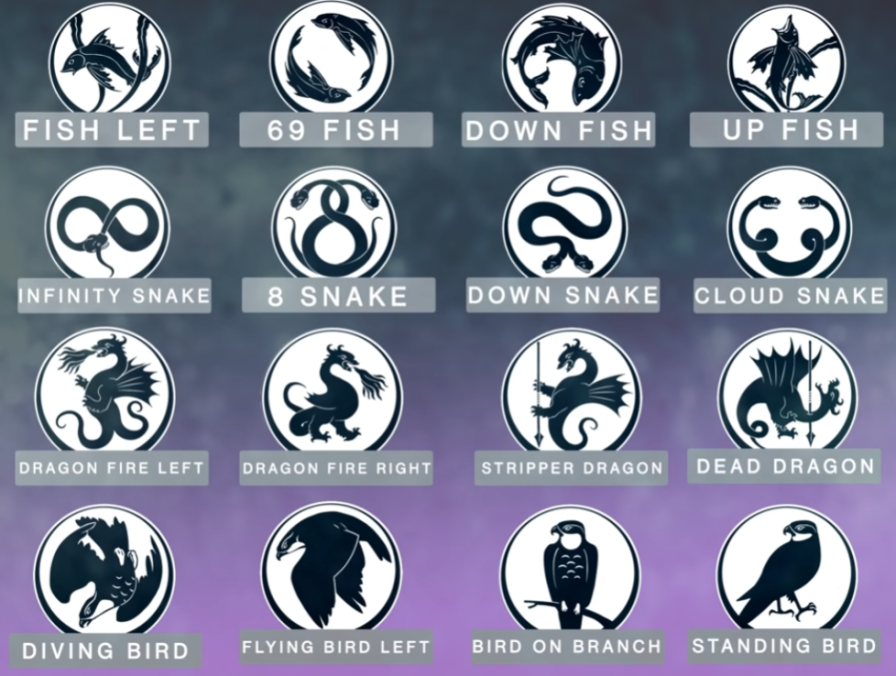 FISH LEFT
69 FISH
DOWN FISH
UP FISH
INFINITY SNAKE
8 SNAKE
DOWN SNAKE
CLOUD SNAKE
DRAGON FIRE LEFT
DRAGON FIRE RIGHT
STRIPPER DRAGON
DEAD DRAGON
DIVING BIRD
FLYING BIRD LEFT
BIRD ON BRANCH
STANDING BIRD